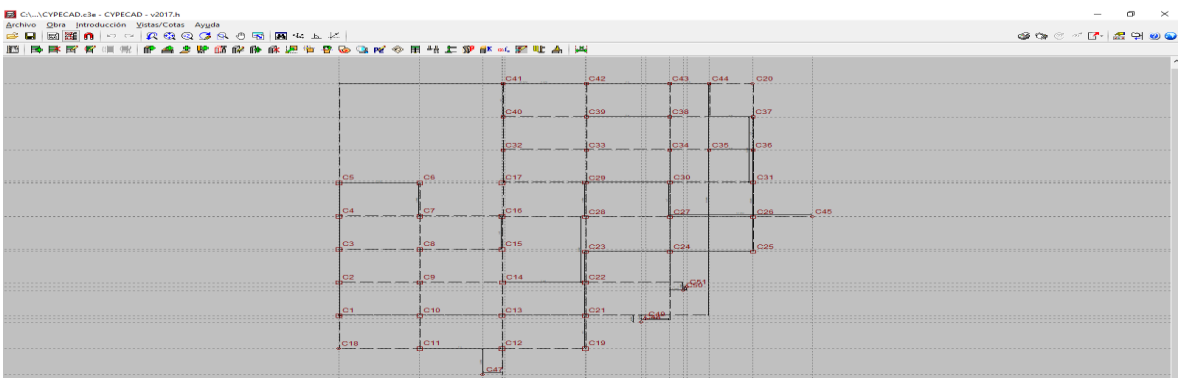 C:\...\CYPECAD.c3e - CYPECAD - v2017.h
Archivo Obra Introducción Vistas/Cotas Ayuda
C41 C42 C43 C44 C20
C40 C39 C38 C37
C32 C33 C34 C35 C36
C5 C6 C17 C29 C30 C31
C4 C7 C16 C28 C27 C26 C45
C3 C8 C15 C23 C24 C25
C2 C9 C14 C22 C51
C1 C10 C13 C21
C18 C11 C12 C19
C47